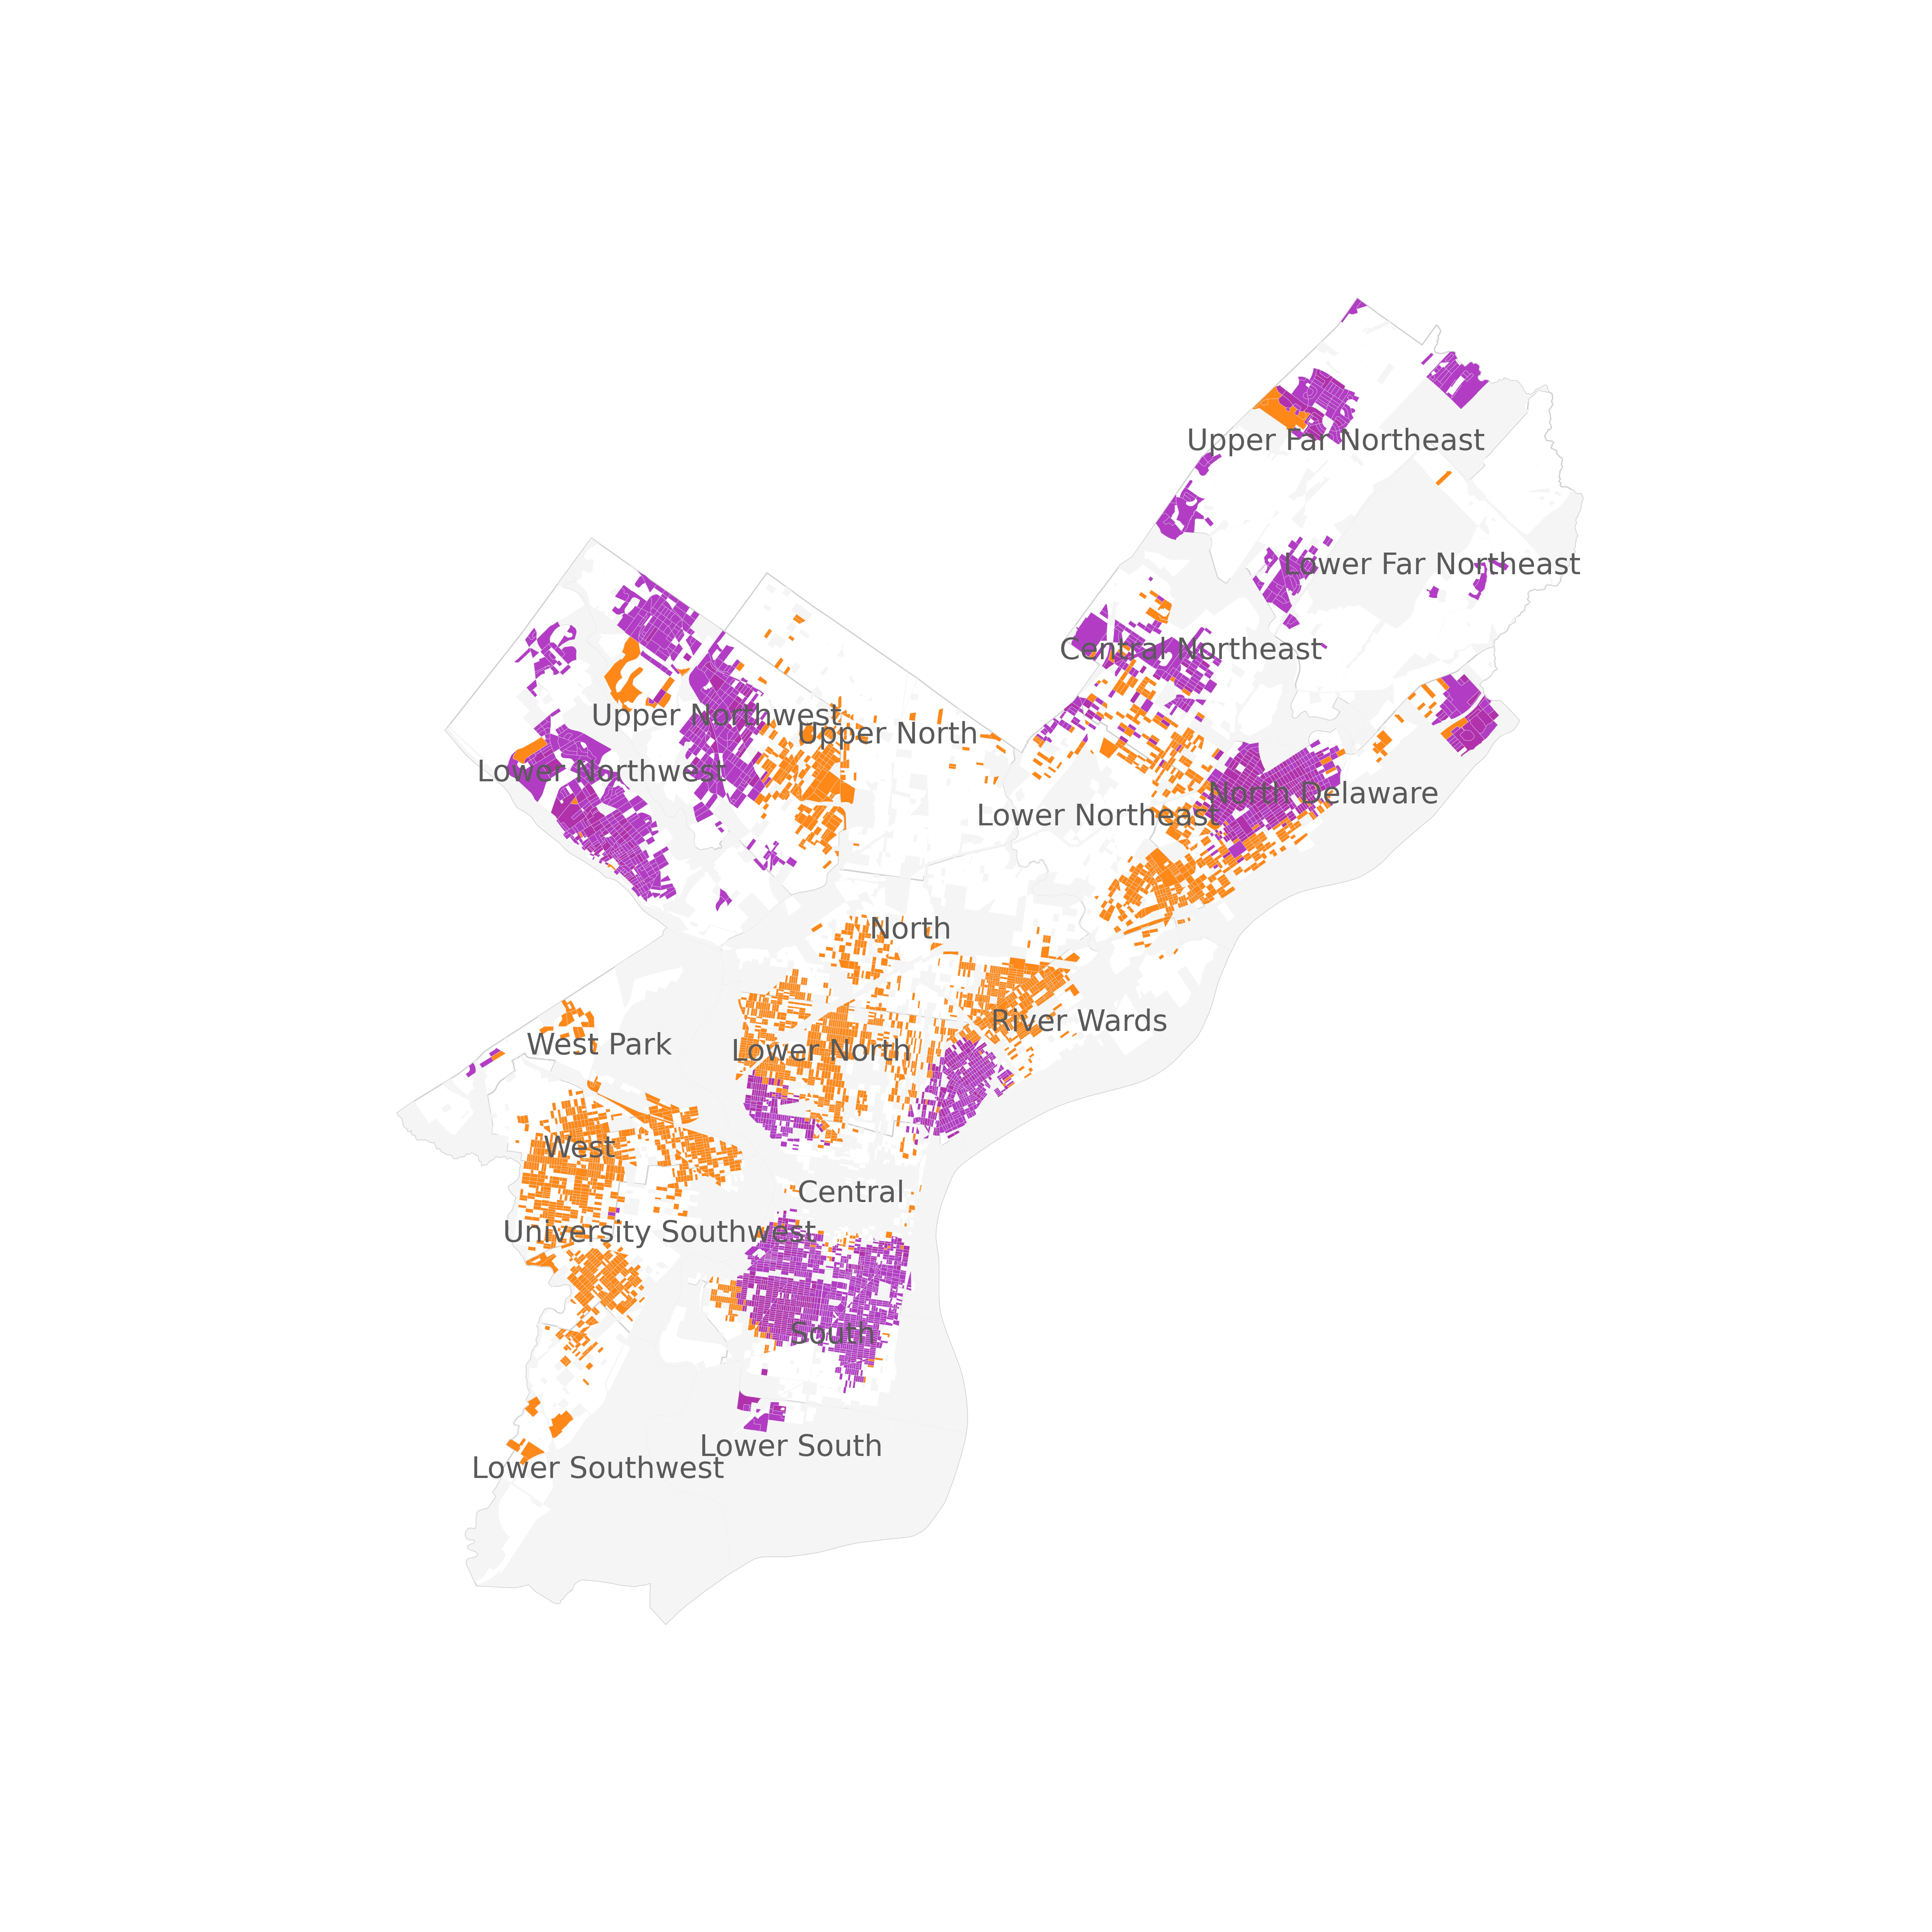 Upper Far Northeast
Lower Far Northeast
Central Northeast
Upper Northwest
Upper North
Lower Northwest
North Delaware
Lower Northeast
North
River Wards
West Park
Lower North
West
Central
University Southwest
South
Lower South
Lower Southwest